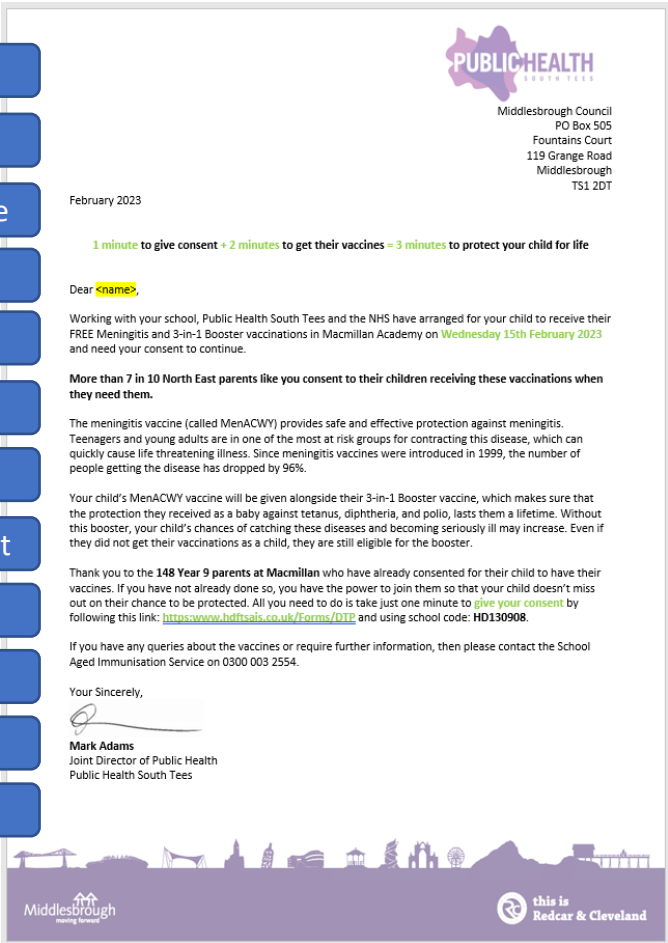 PUBLICHEALTH
SOUTH TEES
Middlesbrough Council
PO Box 505
Fountains Court
119 Grange Road
Middlesbrough
TS1 2DT
February 2023
1 minute to give consent + 2 minutes to get their vaccines = 3 minutes to protect your child for life
Dear <name>,
Working with your school, Public Health South Tees and the NHS have arranged for your child to receive their
FREE Meningitis and 3-in-1 Booster vaccinations in Macmillan Academy on Wednesday 15th February 2023
and need your consent to continue.
More than 7 in 10 North East parents like you consent to their children receiving these vaccinations when
they need them.
The meningitis vaccine (called MenACWY) provides safe and effective protection against meningitis.
Teenagers and young adults are in one of the most at risk groups for contracting this disease, which can
quickly cause life threatening illness. Since meningitis vaccines were introduced in 1999, the number of
people getting the disease has dropped by 96%.
Your child's MenACWY vaccine will be given alongside their 3-in-1 Booster vaccine, which makes sure that
the protection they received as a baby against tetanus, diphtheria, and polio, lasts them a lifetime. Without
this booster, your child's chances of catching these diseases and becoming seriously ill may increase. Even if
they did not get their vaccinations as a child, they are still eligible for the booster.
Thank you to the 148 Year 9 parents at Macmillan who have already consented for their child to have their
vaccines. If you have not already done so, you have the power to join them so that your child doesn't miss
out on their chance to be protected. All you need to do is take just one minute to give your consent by
following this link: https:www.hdftsais.co.uk/Forms/DTP and using school code: HD130908.
If you have any queries about the vaccines or require further information, then please contact the School
Aged Immunisation Service on 0300 003 2554.
Your Sincerely,
Mark Adams
Joint Director of Public Health
Public Health South Tees
e
t
Middlesbrough
moving forward
this is
Redcar & Cleveland